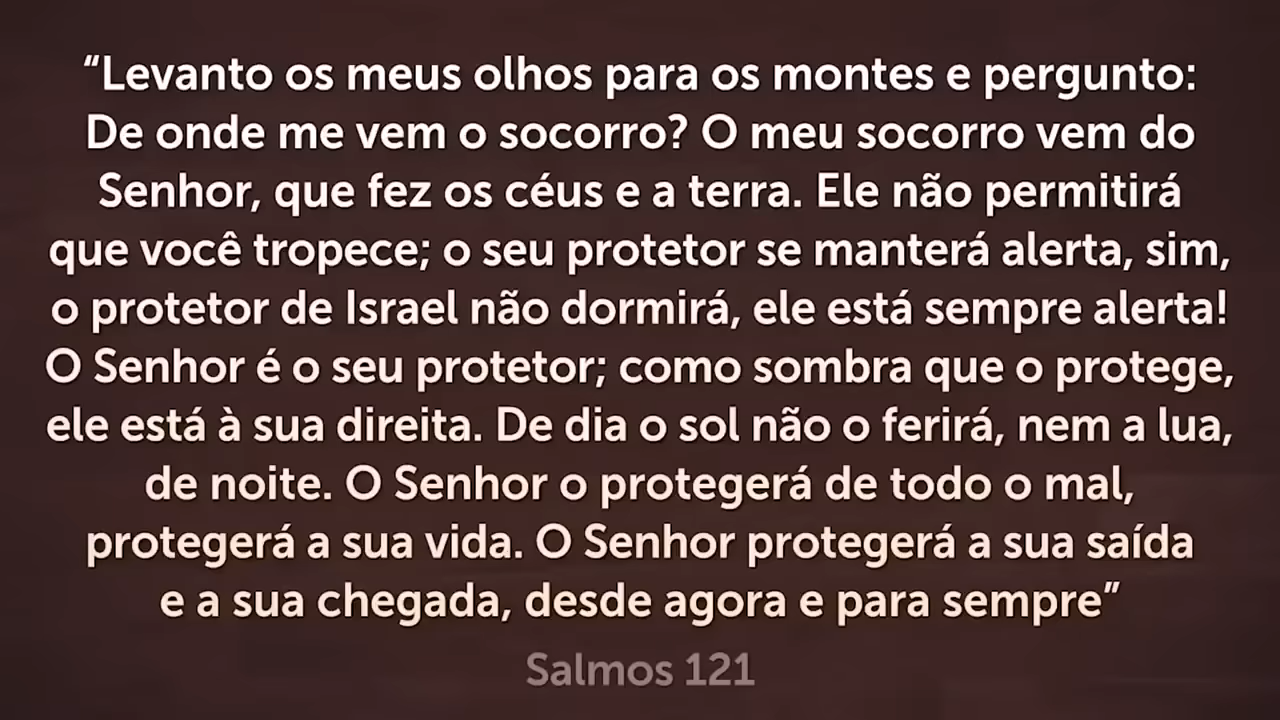 “Levanto os meus olhos para os montes e pergunto:
De onde me vem o socorro? O meu socorro vem do
Senhor, que fez os céus e a terra. Ele não permitirá
que você tropece; o seu protetor se manterá alerta, sim,
o protetor de Israel não dormirá, ele está sempre alerta!
O Senhor é o seu protetor; como sombra que o protege,
ele está à sua direita. De dia o sol não o ferirá, nem a lua,
de noite. O Senhor o protegerá de todo o mal,
protegerá a sua vida. O Senhor protegerá a sua saída
e a sua chegada, desde agora e para sempre”
Salmos 121